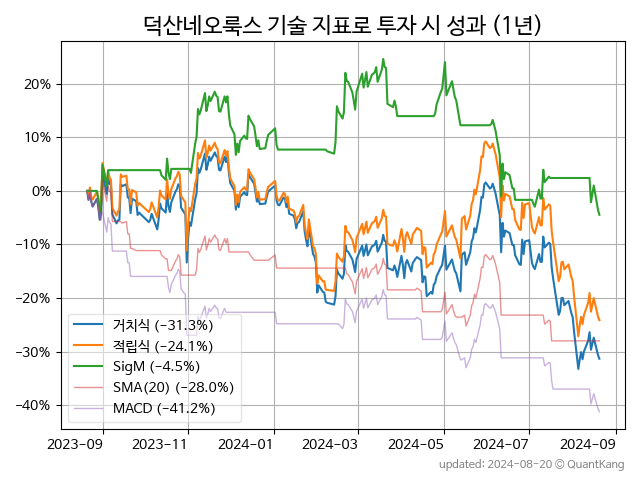 덕산네오룩스 기술 지표로 투자 시 성과 (1년)
20%
10%
0%
−10%
−20%
−30%
−40%
거치식 (−31.3%)
적립식 (−24.1%)
SigM (−4.5%)
SMA(20) (−28.0%)
MACD (−41.2%)
2023-09 2023-11 2024-01 2024-03 2024-05 2024-07 2024-09
updated: 2024-08-20 © QuantKang